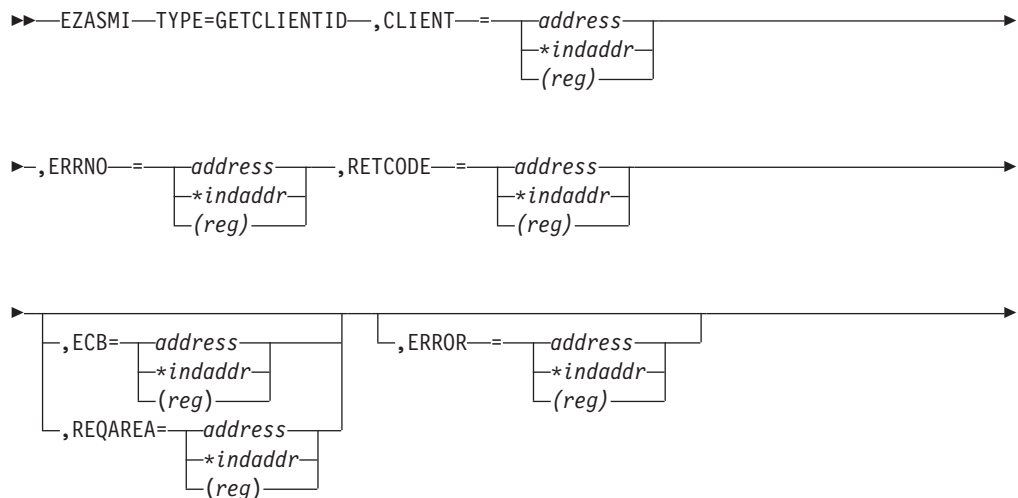 EZASMI TYPE=GETCLIENTID ,CLIENT = address
*indaddr
(reg)
,ERRNO = address ,RETCODE = address
*indaddr *indaddr
(reg) (reg)
,ECB= address ,ERROR = address
*indaddr *indaddr
(reg) (reg)
,REQAREA= address
*indaddr
(reg)